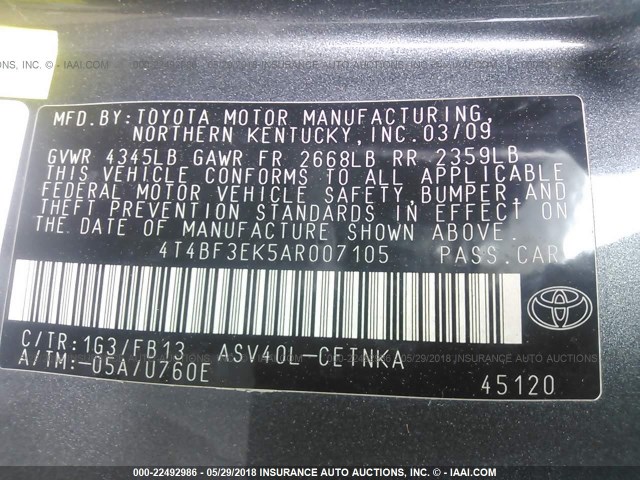 MFD.BY:TOYOTA MOTOR MANUFACTURING,
NORTHERN KENTUCKY,INC.03/09
GVWR 4345LB GAWR FR 2668LB RR 2359LB
THIS VEHICLE CONFORMS TO ALL APPLICABLE
FEDERAL MOTOR VEHICLE SAFETY,BUMPER,AND
THEFT PREVENTION STANDARDS IN EFFECT ON
THE DATE OF MANUFACTURE SHOWN ABOVE.
4T4BF3EK5AR007105 PASS.CAR
C/TR:1G3/FB13 ASV40L-CETNKA
A/TM:-05A/U760E
45120
000-22492986 - 05/29/2018 INSURANCE AUTO AUCTIONS, INC. - IAAI.COM